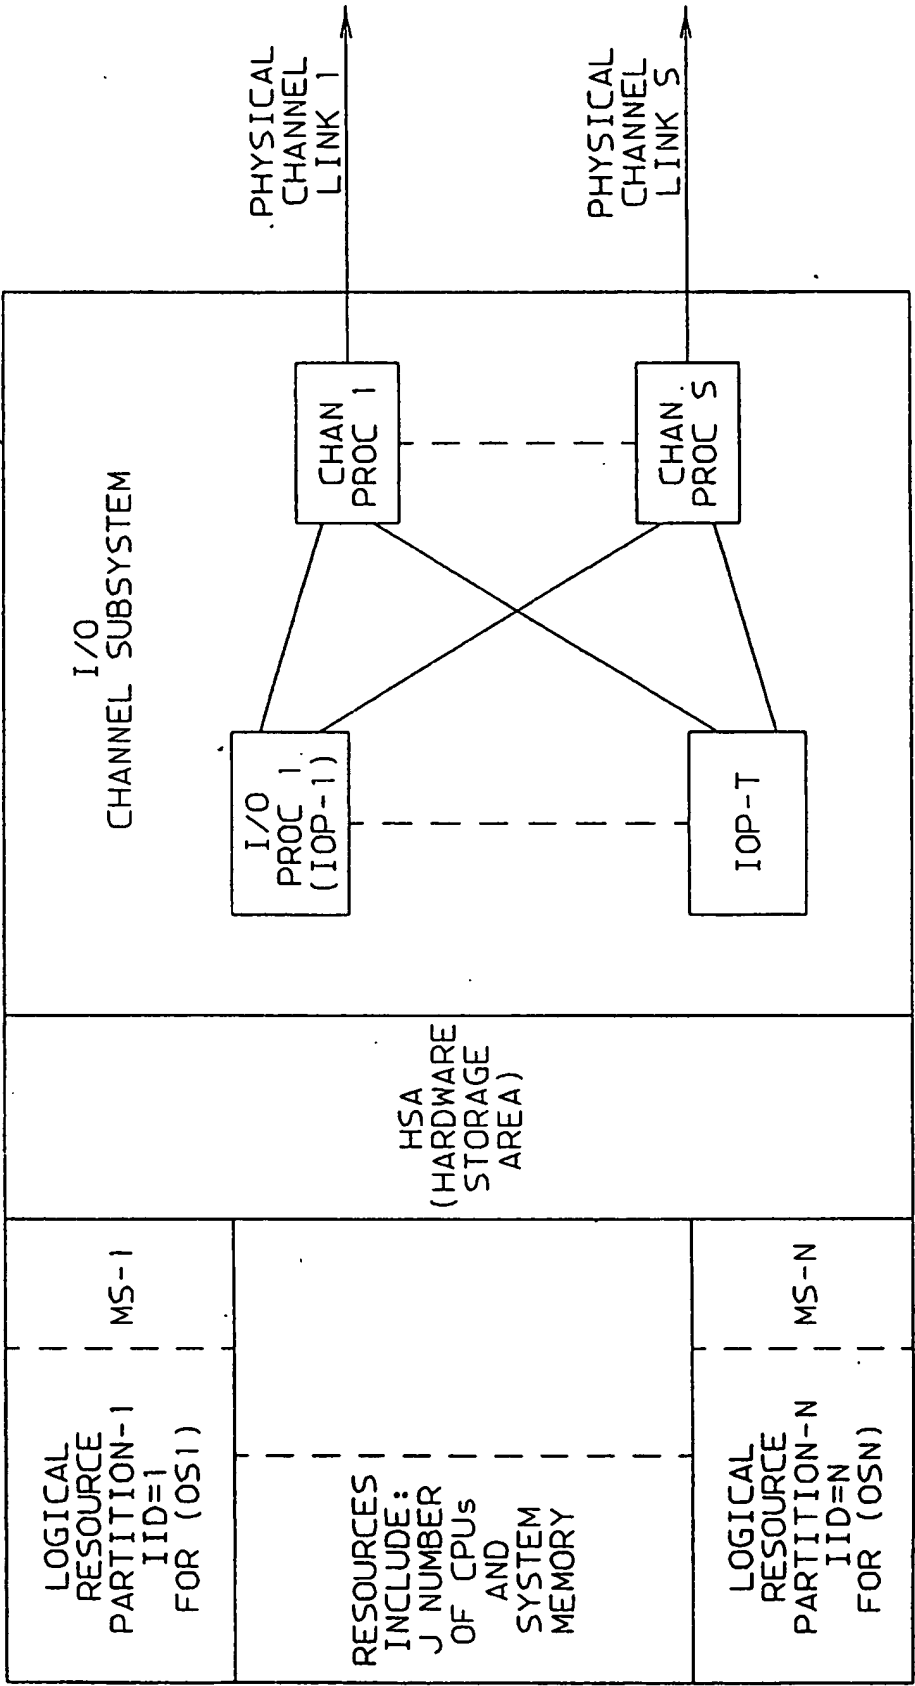 LOGICAL
RESOURCE
PARTITION-1
IID=1
FOR (OS1)
MS-1
RESOURCES
INCLUDE:
J NUMBER
OF CPUs
AND
SYSTEM
MEMORY
LOGICAL
RESOURCE
PARTITION-N
IID=N
FOR (OSN)
MS-N
HSA
(HARDWARE
STORAGE
AREA)
I/O
CHANNEL SUBSYSTEM
I/O
PROC 1
(IOP-1)
IOP-T
CHAN
PROC 1
CHAN
PROC S
PHYSICAL
CHANNEL
LINK 1
PHYSICAL
CHANNEL
LINK S